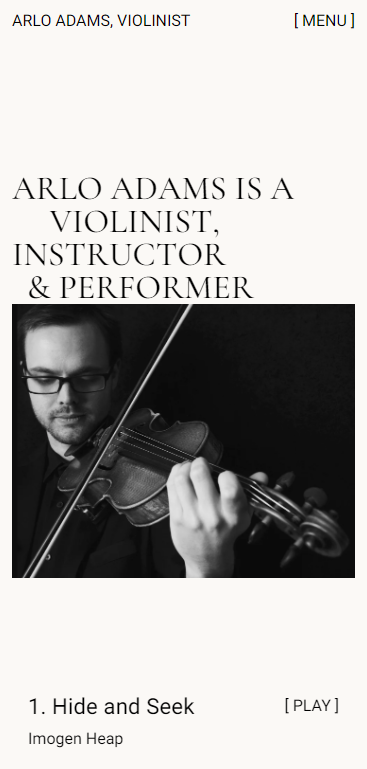 ARLO ADAMS, VIOLINIST [ MENU ]
ARLO ADAMS IS A
VIOLINIST,
INSTRUCTOR
& PERFORMER
1. Hide and Seek [ PLAY ]
Imogen Heap